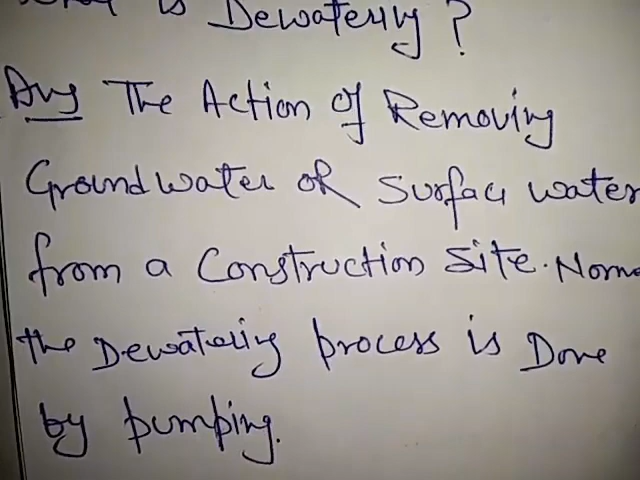 is Dewatering?
Ans The Action of Removing
Groundwater or Surface water
from a Construction Site. Norma
the Dewatering process is Done
by pumping.